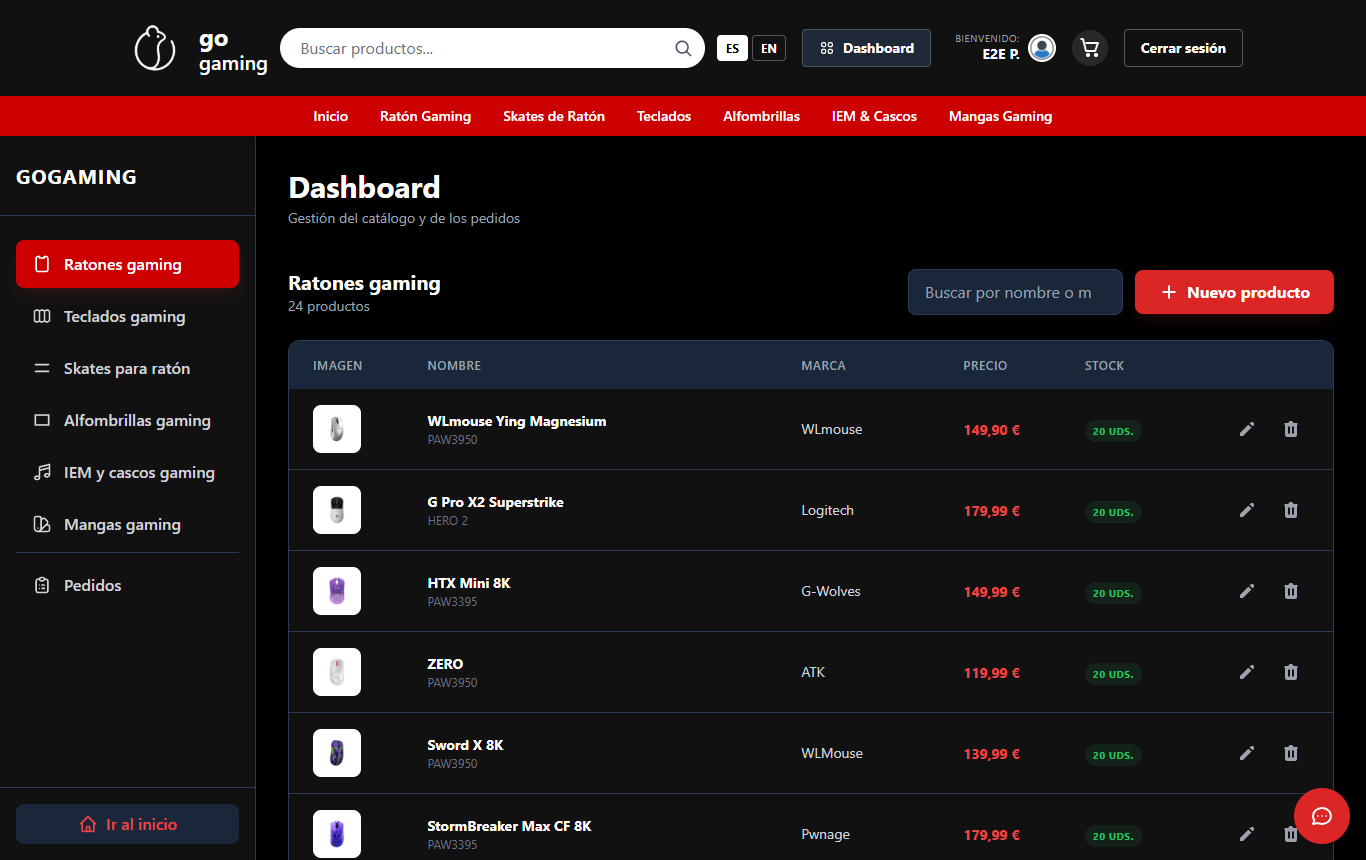 go
gaming
Buscar productos...
ES
EN
Dashboard
BIENVENIDO:
E2E P.
Cerrar sesión
Inicio
Ratón Gaming
Skates de Ratón
Teclados
Alfombrillas
IEM & Cascos
Mangas Gaming
GOGAMING
Ratones gaming
Teclados gaming
Skates para ratón
Alfombrillas gaming
IEM y cascos gaming
Mangas gaming
Pedidos
Ir al inicio
Dashboard
Gestión del catálogo y de los pedidos
Ratones gaming
24 productos
Buscar por nombre o m
Nuevo producto
IMAGEN NOMBRE MARCA PRECIO STOCK
WLmouse Ying Magnesium
PAW3950
WLmouse
149,90 €
20 UDS.
G Pro X2 Superstrike
HERO 2
Logitech
179,99 €
20 UDS.
HTX Mini 8K
PAW3395
G-Wolves
149,99 €
20 UDS.
ZERO
PAW3950
ATK
119,99 €
20 UDS.
Sword X 8K
PAW3950
WLMouse
139,99 €
20 UDS.
StormBreaker Max CF 8K
PAW3395
Pwnage
179,99 €
20 UDS.